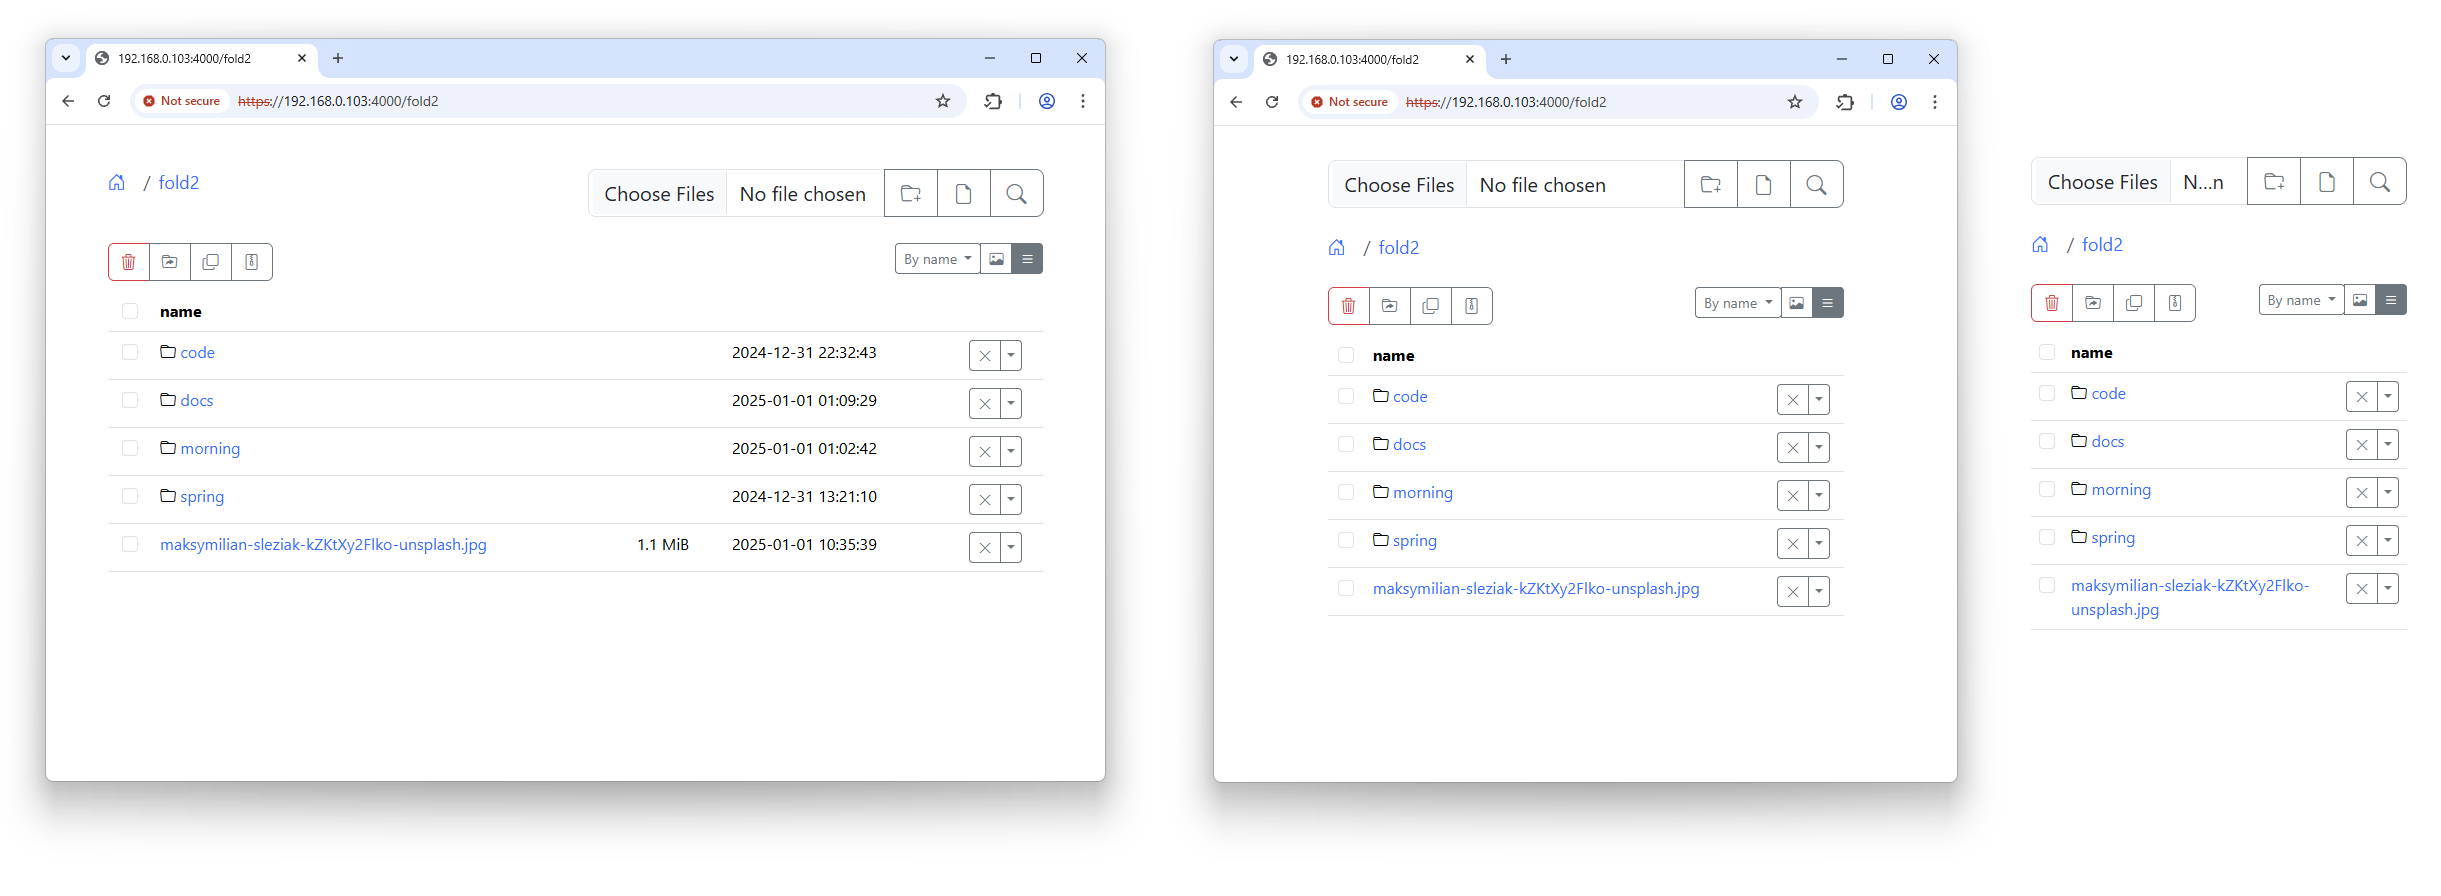 192.168.0.103:4000/fold2
Not secure https://192.168.0.103:4000/fold2
/ fold2
Choose Files No file chosen
By name
name
code 2024-12-31 22:32:43
docs 2025-01-01 01:09:29
morning 2025-01-01 01:02:42
spring 2024-12-31 13:21:10
maksymilian-sleziak-kZKtXy2Flko-unsplash.jpg 1.1 MiB 2025-01-01 10:35:39
192.168.0.103:4000/fold2
Not secure https://192.168.0.103:4000/fold2
Choose Files No file chosen
/ fold2
By name
name
code
docs
morning
spring
maksymilian-sleziak-kZKtXy2Flko-unsplash.jpg
Choose Files N...n
/ fold2
By name
name
code
docs
morning
spring
maksymilian-sleziak-kZKtXy2Flko-
unsplash.jpg